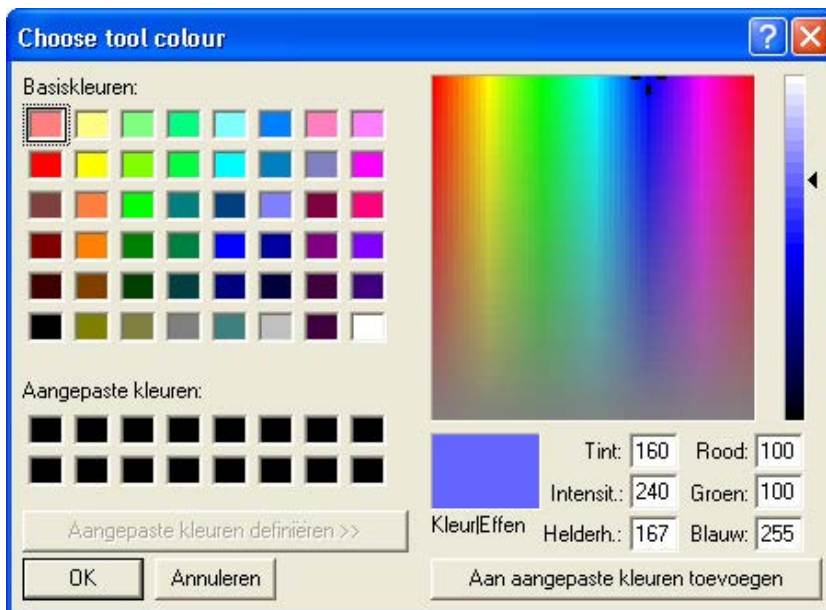 Choose tool colour
Basiskleuren:
Aangepaste kleuren:
Aangepaste kleuren definiëren >>
OK
Annuleren
Kleur|Effen
Tint: 160
Rood: 100
Intensit.: 240
Groen: 100
Helderh.: 167
Blauw: 255
Aan aangepaste kleuren toevoegen